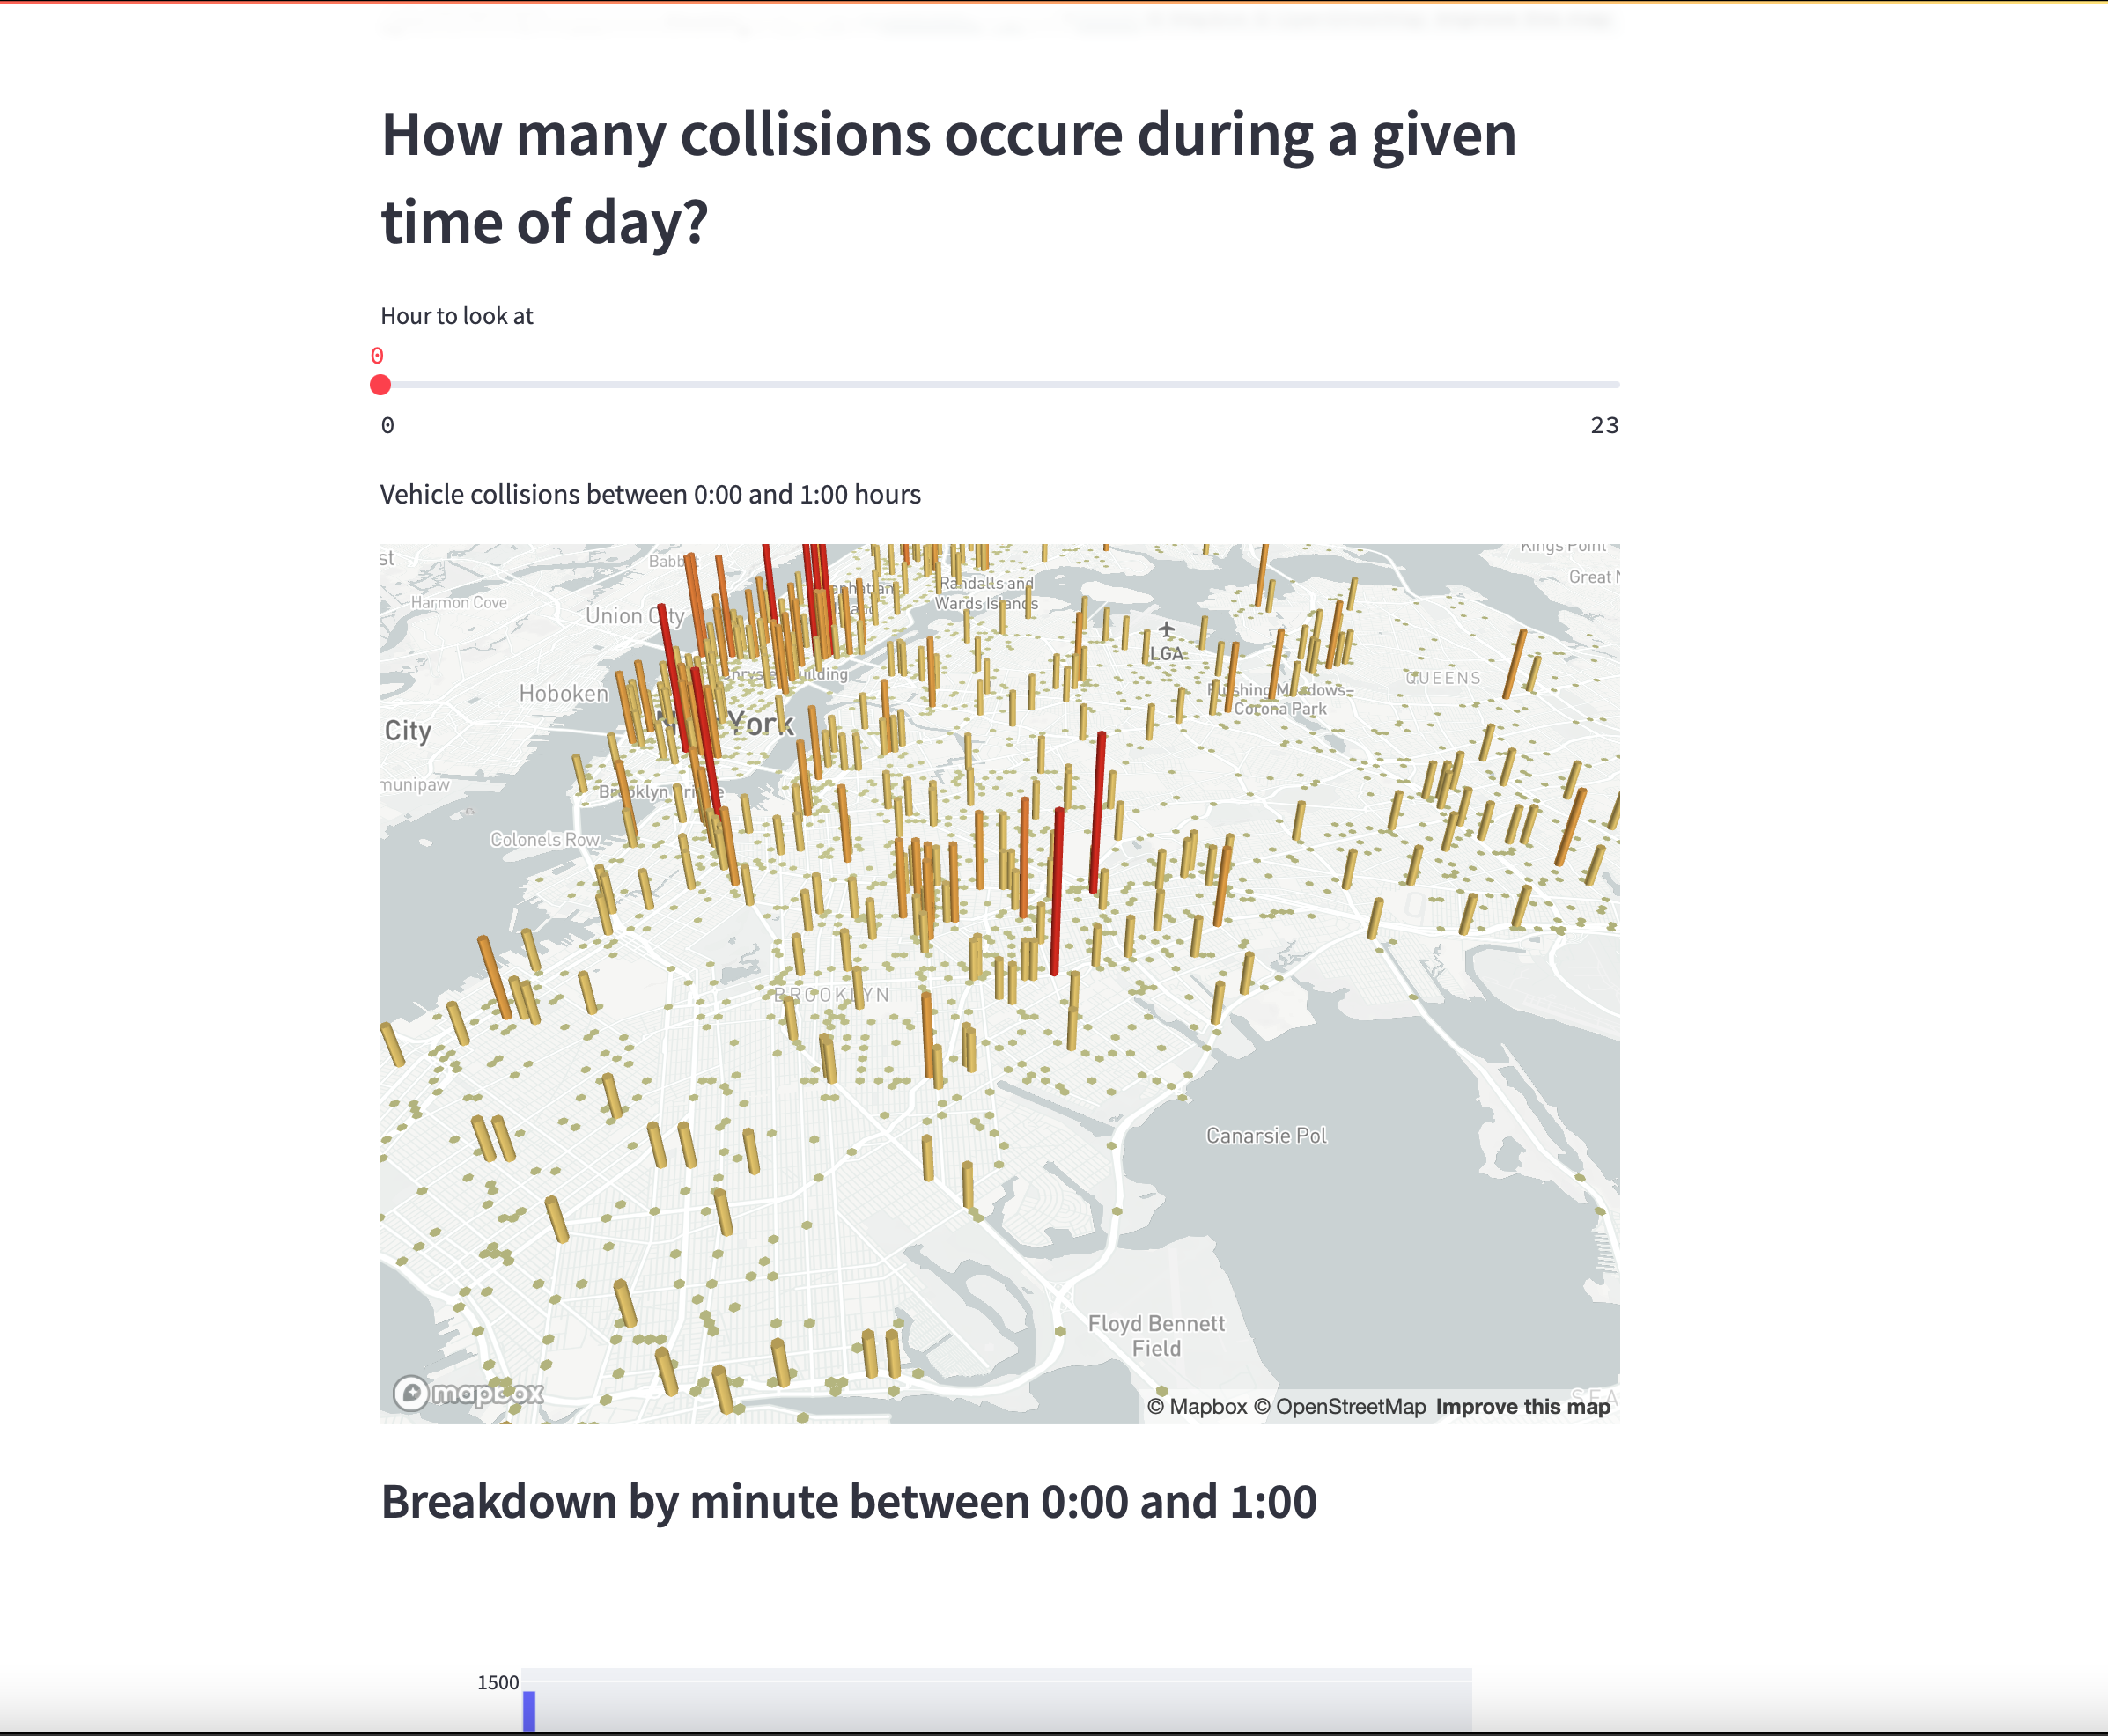 How many collisions occure during a given
time of day?
Hour to look at
0
0
23
Vehicle collisions between 0:00 and 1:00 hours
st
Kings Point
Babb
Great N
Harmon Cove
Randalls and
Wards Islands
Union City
LGA
QUEENS
Hoboken
Flushing Meadows–
Corona Park
City
New York
munipaw
Brooklyn Bridge
Colonels Row
BROOKLYN
Canarsie Pol
Floyd Bennett
Field
mapbox
SEA
© Mapbox © OpenStreetMap Improve this map
Breakdown by minute between 0:00 and 1:00
1500